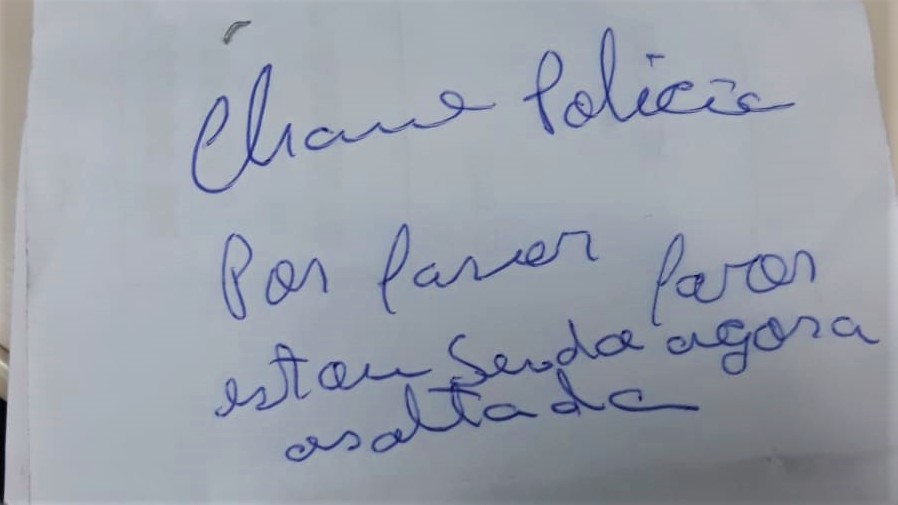 Chame Policia
Por favor favor
estou sendo agora
asaltada